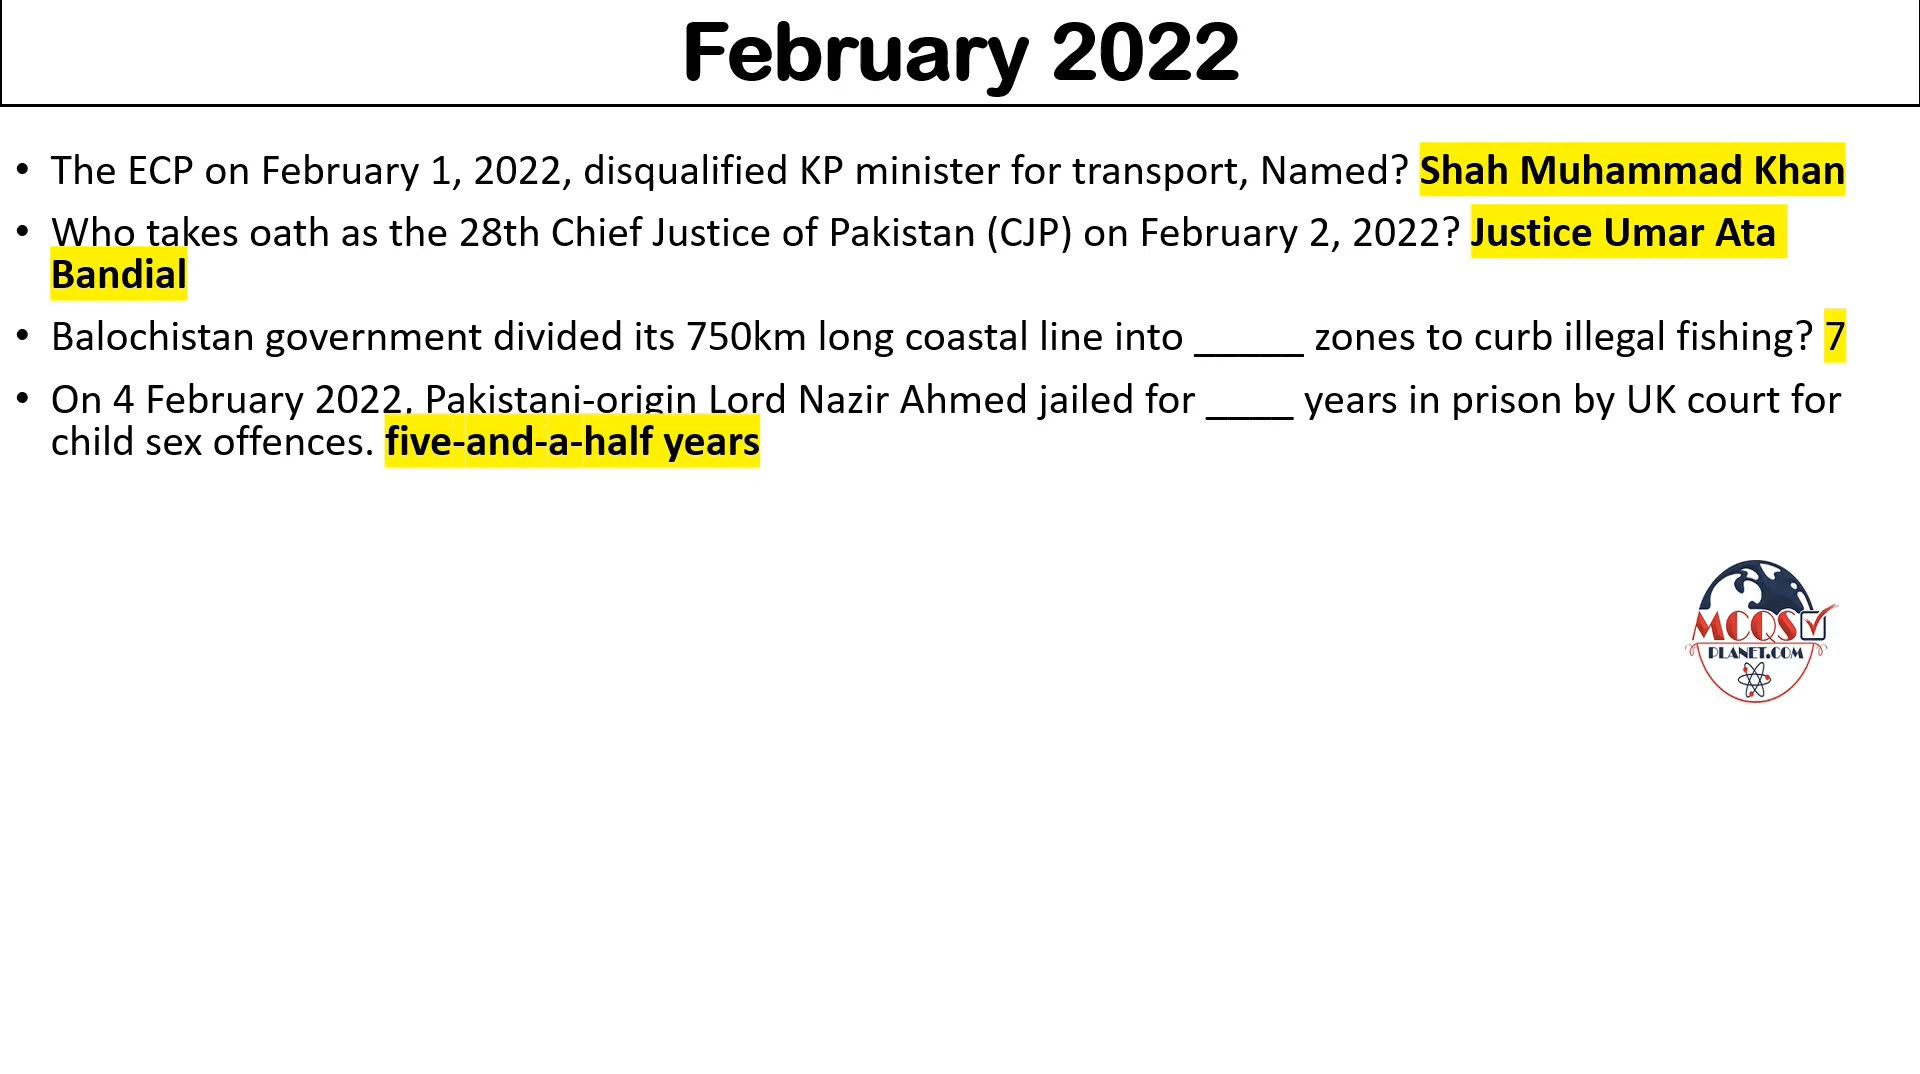 February 2022
• The ECP on February 1, 2022, disqualified KP minister for transport, Named? Shah Muhammad Khan
• Who takes oath as the 28th Chief Justice of Pakistan (CJP) on February 2, 2022? Justice Umar Ata
Bandial
• Balochistan government divided its 750km long coastal line into _____ zones to curb illegal fishing? 7
• On 4 February 2022, Pakistani-origin Lord Nazir Ahmed jailed for ____ years in prison by UK court for
child sex offences. five-and-a-half years
MCQS
PLANET.COM